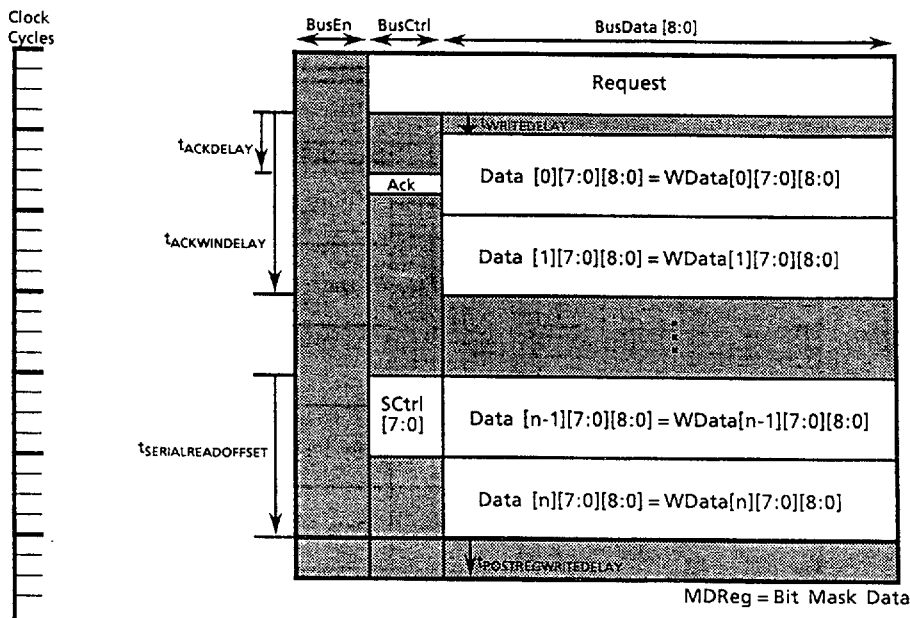 Clock
Cycles
BusEn
BusCtrl
BusData [8:0]
Request
tWRITEDELAY
tACKDELAY
Data [0][7:0][8:0] = WData[0][7:0][8:0]
Ack
tACKWINDELAY
Data [1][7:0][8:0] = WData[1][7:0][8:0]
SCtrl
[7:0]
Data [n-1][7:0][8:0] = WData[n-1][7:0][8:0]
tSERIALREADOFFSET
Data [n][7:0][8:0] = WData[n][7:0][8:0]
tPOSTREGWRITEDELAY
MDReg = Bit Mask Data